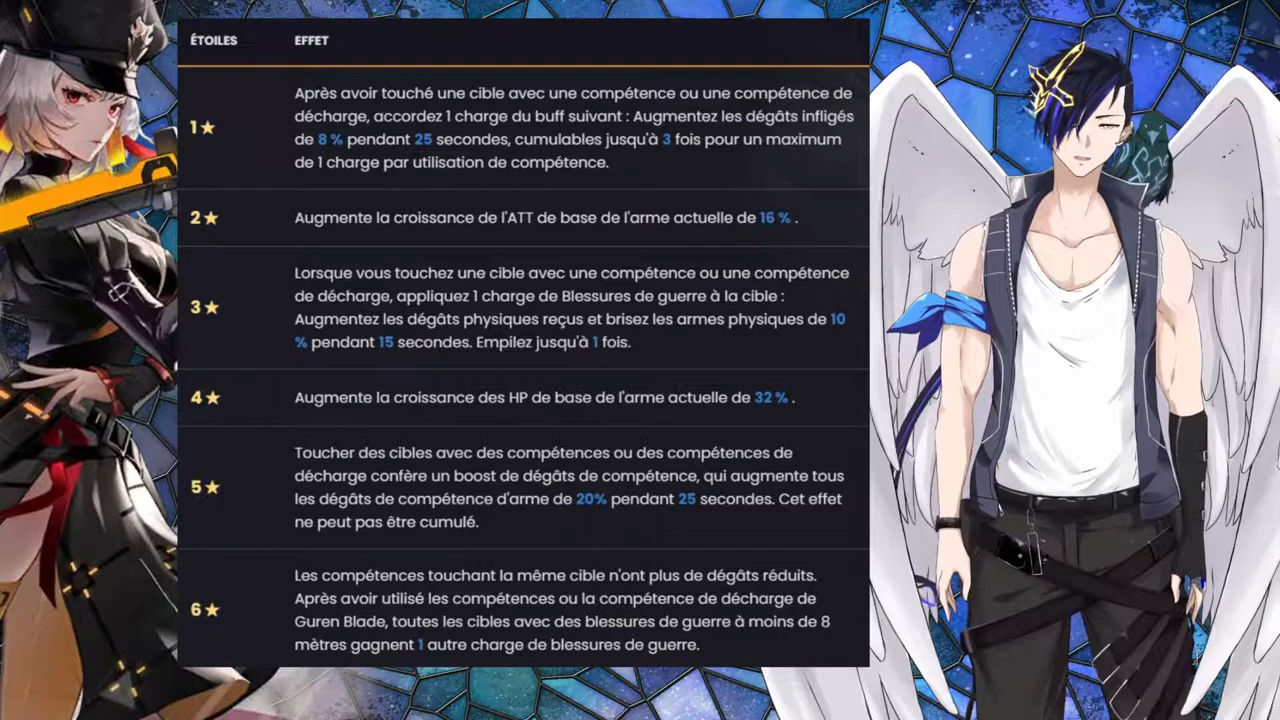 ÉTOILES EFFET
Après avoir touché une cible avec une compétence ou une compétence de
décharge, accordez 1 charge du buff suivant : Augmentez les dégâts infligés
1★ de 8 % pendant 25 secondes, cumulables jusqu'à 3 fois pour un maximum
de 1 charge par utilisation de compétence.
2★ Augmente la croissance de l'ATT de base de l'arme actuelle de 16 % .
Lorsque vous touchez une cible avec une compétence ou une compétence
de décharge, appliquez 1 charge de Blessures de guerre à la cible :
3★ Augmentez les dégâts physiques reçus et brisez les armes physiques de 10
% pendant 15 secondes. Empilez jusqu'à 1 fois.
4★ Augmente la croissance des HP de base de l'arme actuelle de 32 % .
Toucher des cibles avec des compétences ou des compétences de
décharge confère un boost de dégâts de compétence, qui augmente tous
5★ les dégâts de compétence d'arme de 20% pendant 25 secondes. Cet effet
ne peut pas être cumulé.
Les compétences touchant la même cible n'ont plus de dégâts réduits.
Après avoir utilisé les compétences ou la compétence de décharge de
6★ Guren Blade, toutes les cibles avec des blessures de guerre à moins de 8
mètres gagnent 1 autre charge de blessures de guerre.